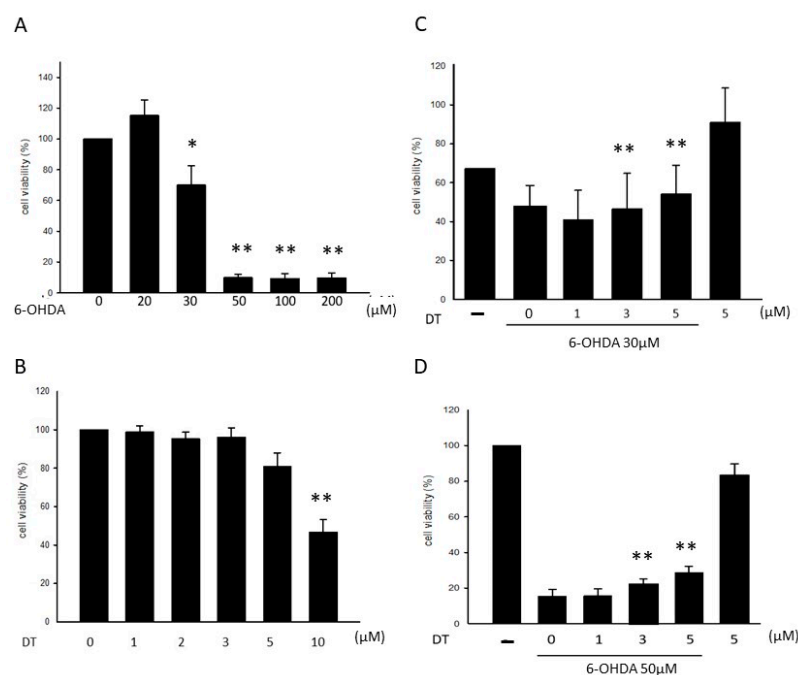 A
cell viability (%)
140
120
100
80
60
40
20
0
*
**
**
**
0 20 30 50 100 200
6-OHDA (μM)
B
cell viability (%)
120
100
80
60
40
20
0
**
DT 0 1 2 3 5 10 (μM)
C
cell viability (%)
120
100
80
60
40
20
0
** **
DT – 0 1 3 5 5 (μM)
6-OHDA 30μM
D
cell viability (%)
120
100
80
60
40
20
0
** **
DT – 0 1 3 5 5 (μM)
6-OHDA 50μM